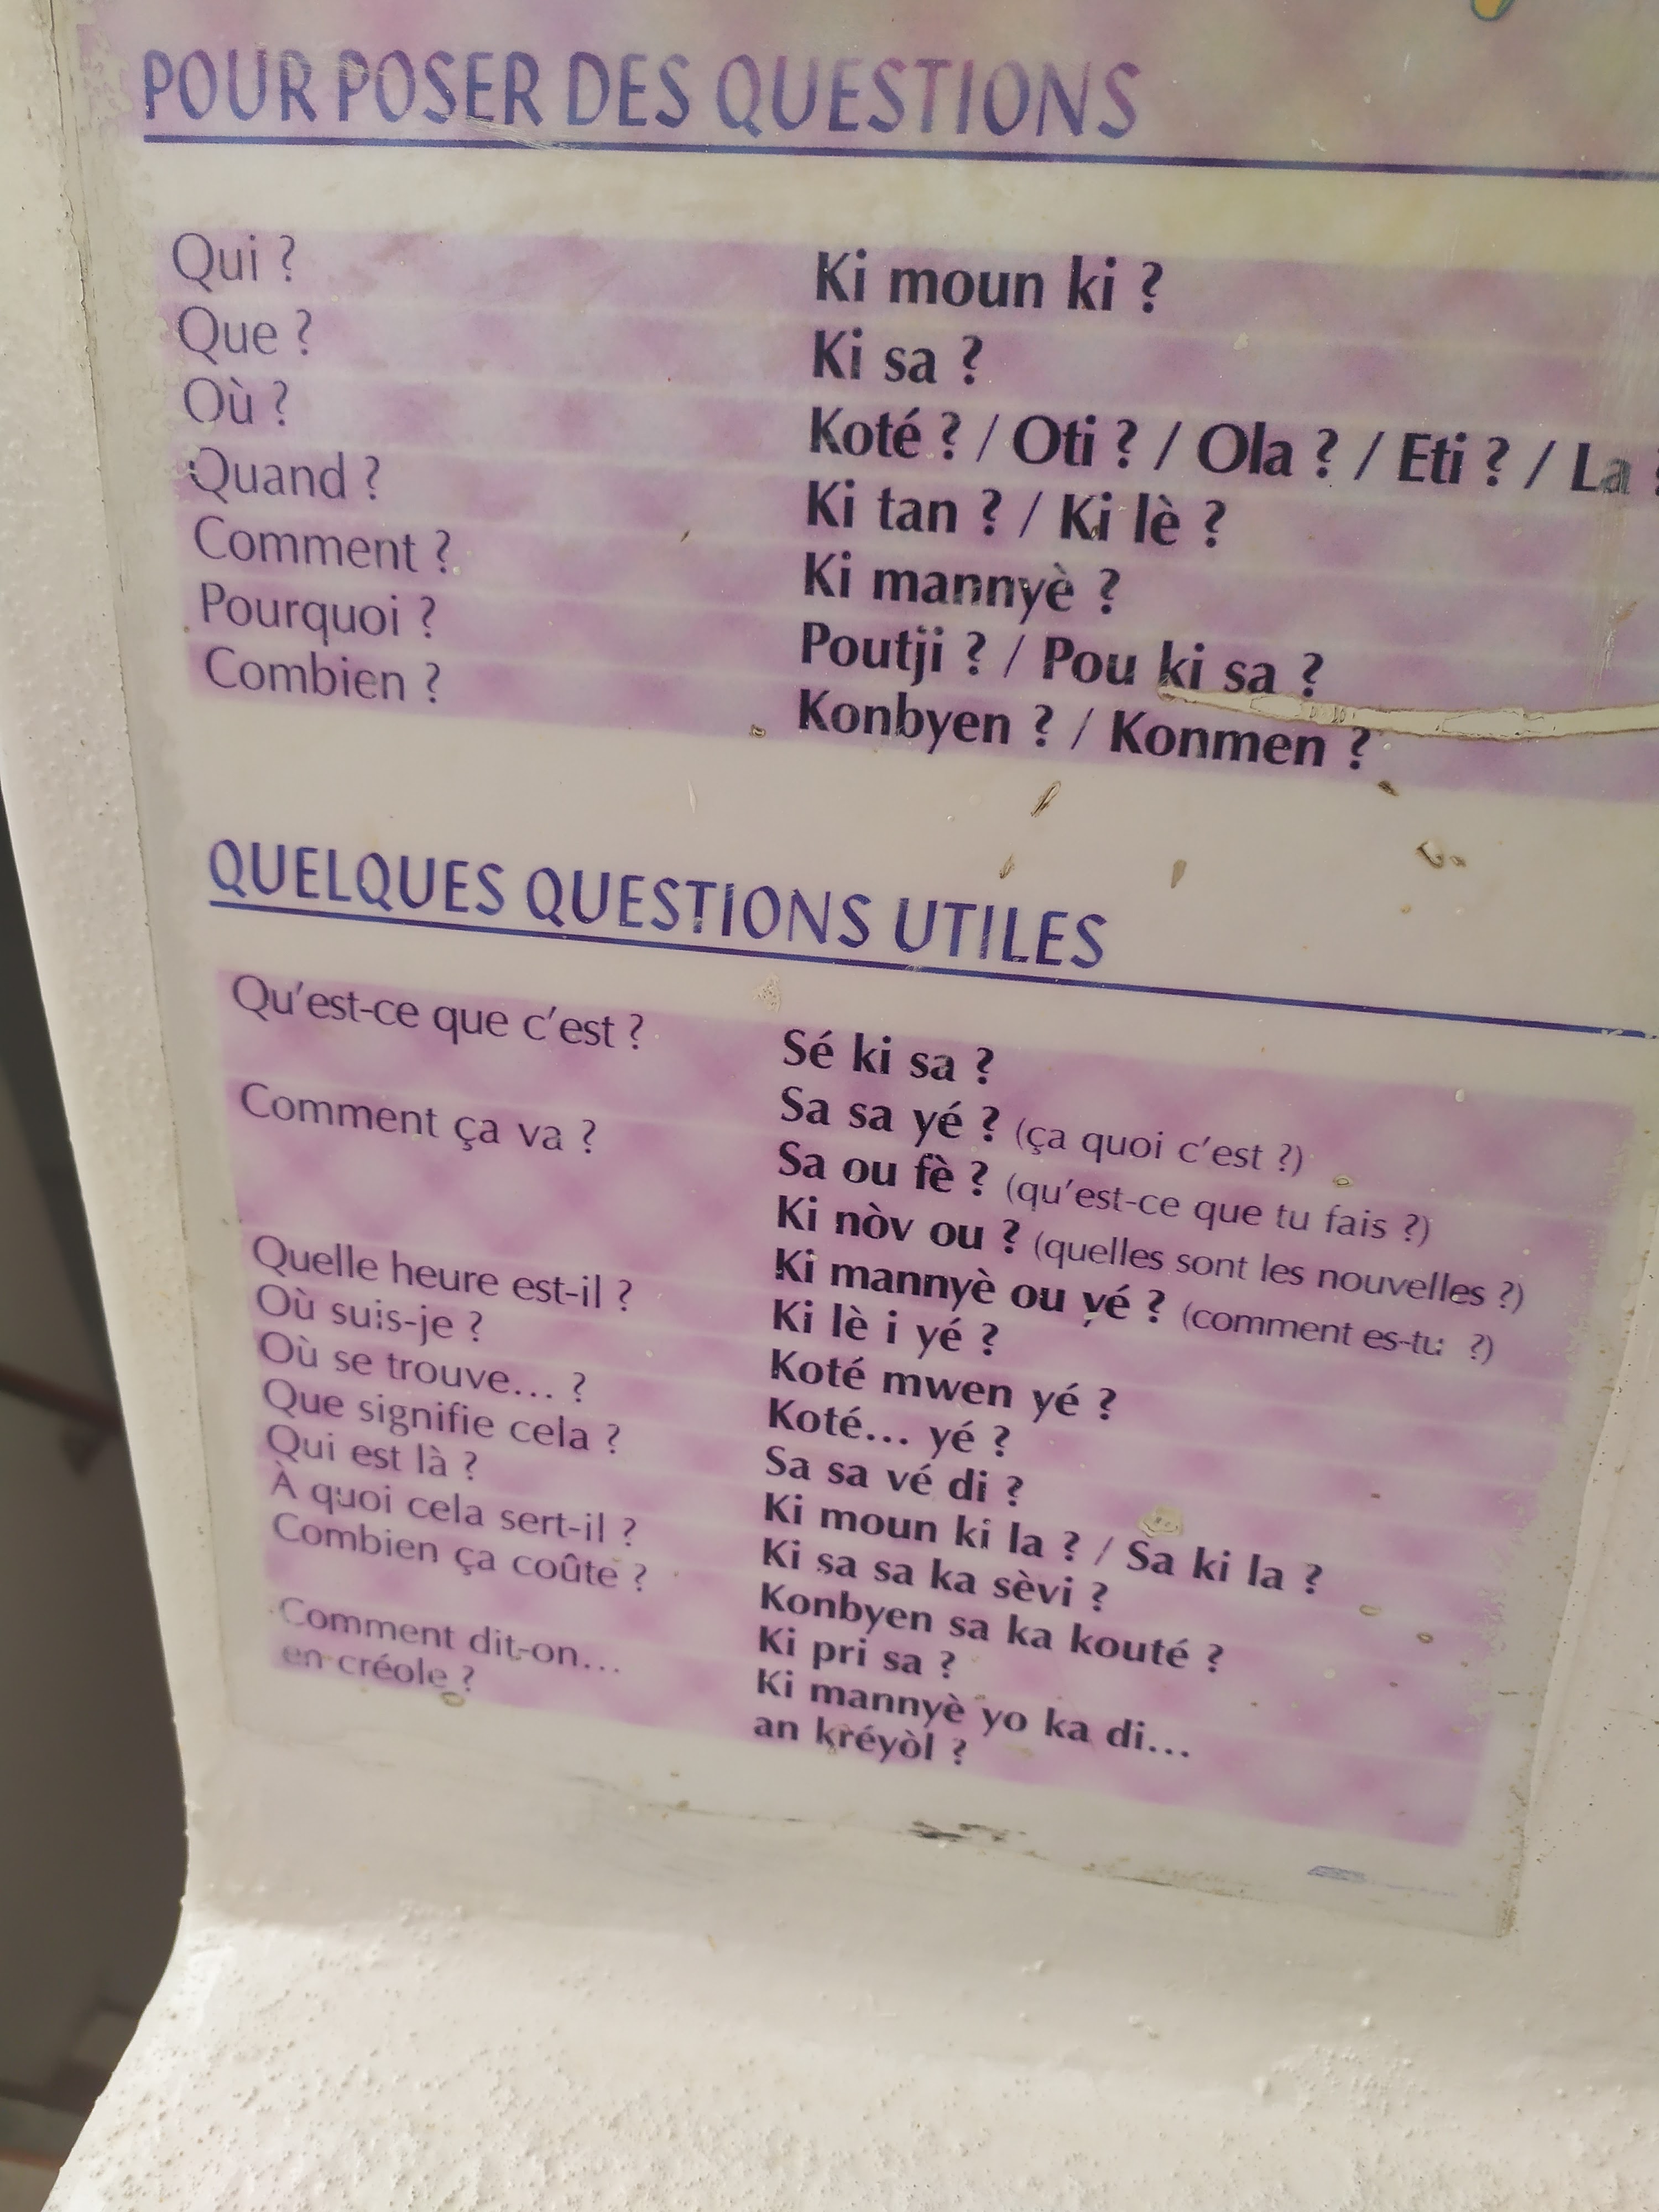 POUR POSER DES QUESTIONS
Qui ? Ki moun ki ?
Que ? Ki sa ?
Où ? Koté ? / Oti ? / Ola ? / Eti ? / La ?
Quand ? Ki tan ? / Ki lè ?
Comment ? Ki mannyè ?
Pourquoi ? Poutji ? / Pou ki sa ?
Combien ? Konbyen ? / Konmen ?
QUELQUES QUESTIONS UTILES
Qu'est-ce que c'est ? Sé ki sa ?
Sa sa yé ? (ça quoi c'est ?)
Comment ça va ? Sa ou fè ? (qu'est-ce que tu fais ?)
Ki nòv ou ? (quelles sont les nouvelles ?)
Ki mannyè ou yé ? (comment es-tu ?)
Quelle heure est-il ? Ki lè i yé ?
Où suis-je ? Koté mwen yé ?
Où se trouve... ? Koté... yé ?
Que signifie cela ? Sa sa vé di ?
Qui est là ? Ki moun ki la ? / Sa ki la ?
À quoi cela sert-il ? Ki sa sa ka sèvi ?
Combien ça coûte ? Konbyen sa ka kouté ?
Ki pri sa ?
Comment dit-on... Ki mannyè yo ka di...
en créole ? an kréyòl ?